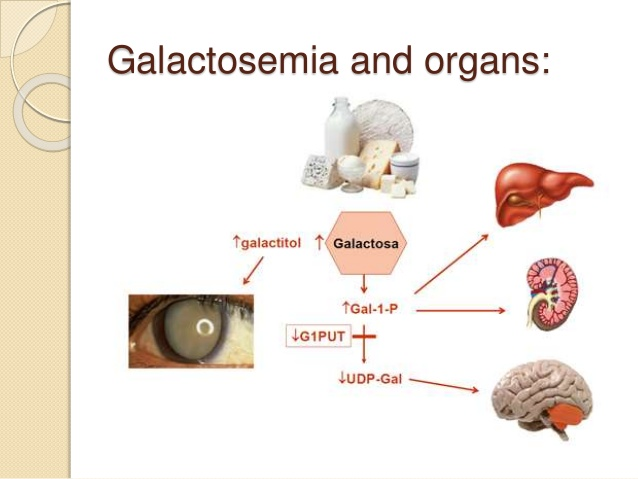 Galactosemia and organs:
↑galactitol ↑ Galactosa
↑Gal-1-P
↓G1PUT
↓UDP-Gal